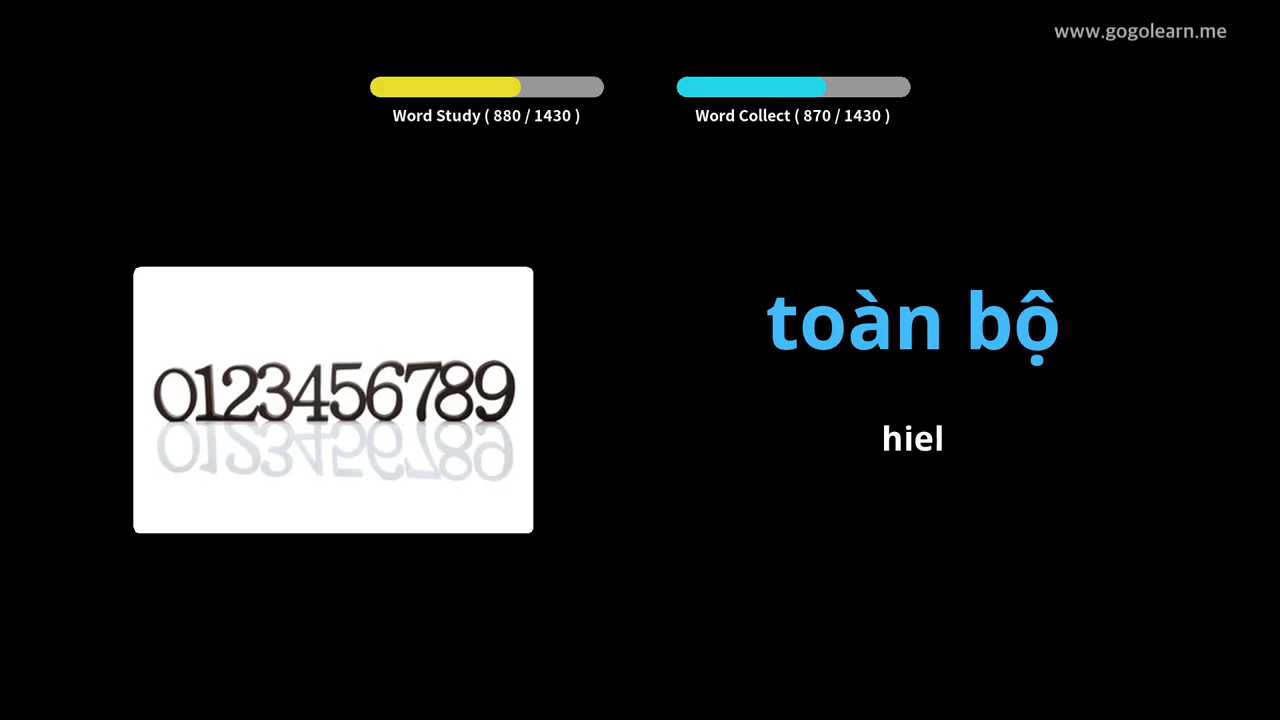 www.gogolearn.me
Word Study ( 880 / 1430 )
Word Collect ( 870 / 1430 )
0123456789
toàn bộ
hiel